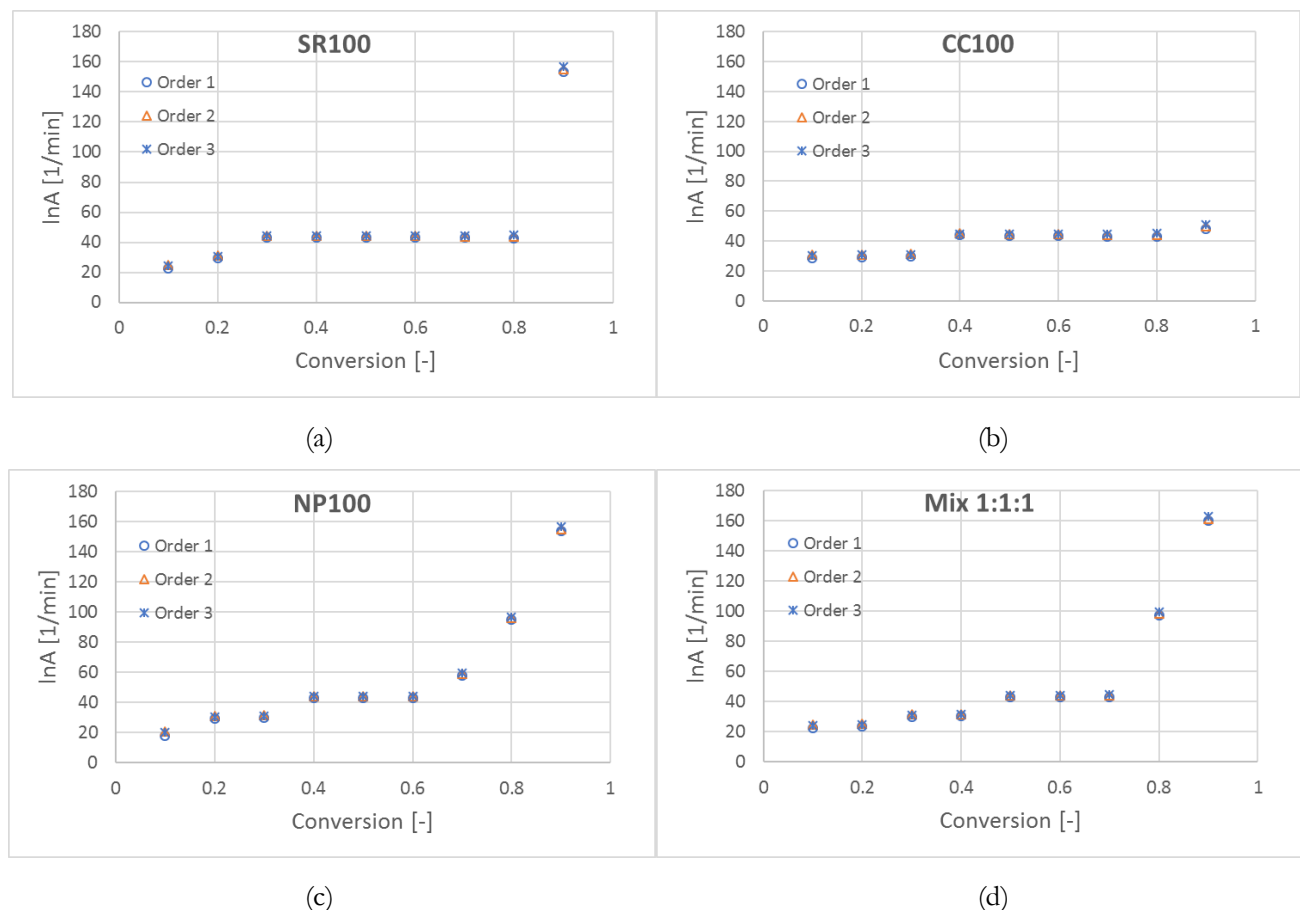 SR100
180
160
140
120
100
80
60
40
20
0
lnA [1/min]
Order 1
Order 2
Order 3
0
0.2
0.4
0.6
0.8
1
Conversion [-]
(a)
CC100
180
160
140
120
100
80
60
40
20
0
lnA [1/min]
Order 1
Order 2
Order 3
0
0.2
0.4
0.6
0.8
1
Conversion [-]
(b)
NP100
180
160
140
120
100
80
60
40
20
0
lnA [1/min]
Order 1
Order 2
Order 3
0
0.2
0.4
0.6
0.8
1
Conversion [-]
(c)
Mix 1:1:1
180
160
140
120
100
80
60
40
20
0
lnA [1/min]
Order 1
Order 2
Order 3
0
0.2
0.4
0.6
0.8
1
Conversion [-]
(d)